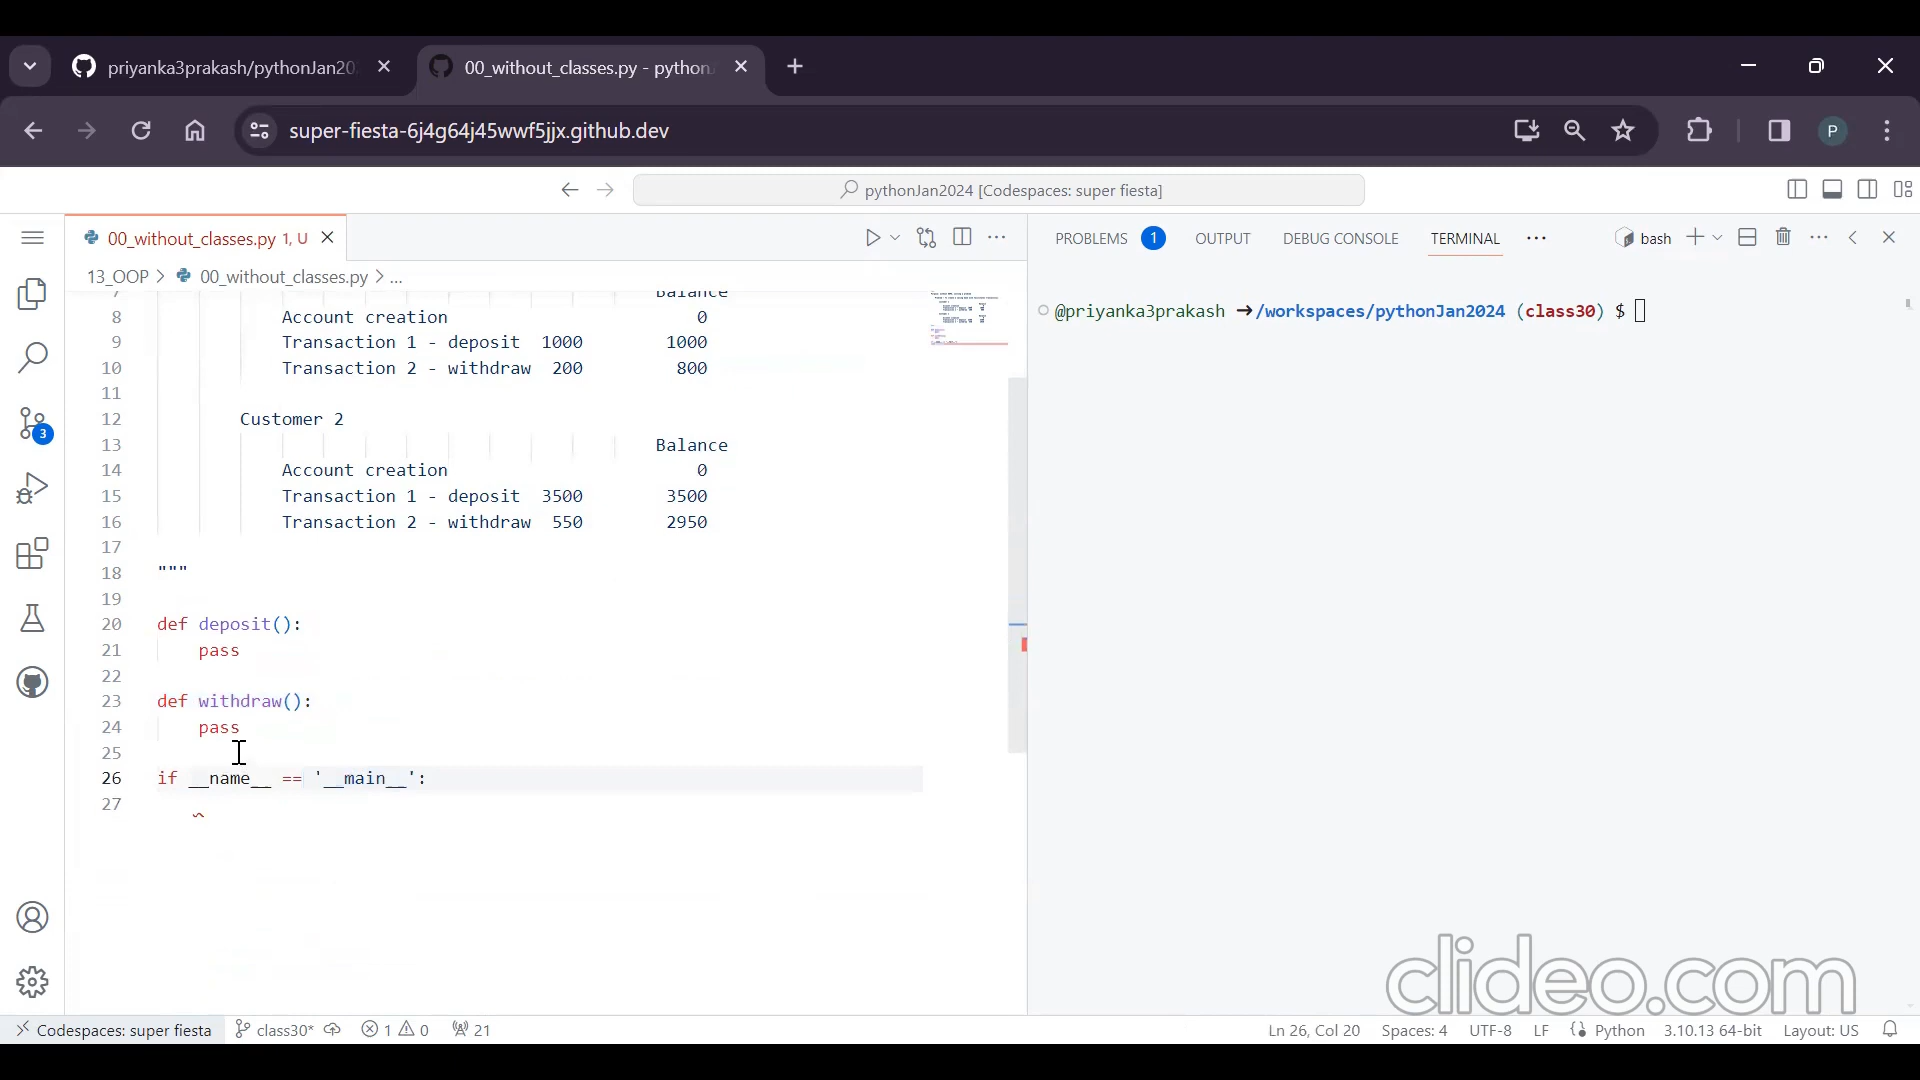 priyanka3prakash/pythonJan20
00_without_classes.py - python
super-fiesta-6j4g64j45wwf5jjx.github.dev
P
pythonJan2024 [Codespaces: super fiesta]
00_without_classes.py 1, U
PROBLEMS 1 OUTPUT DEBUG CONSOLE TERMINAL bash
13_OOP > 00_without_classes.py > ...
@priyanka3prakash ➜/workspaces/pythonJan2024 (class30) $
7 Balance
8 Account creation 0
9 Transaction 1 - deposit 1000 1000
10 Transaction 2 - withdraw 200 800
11
12 Customer 2
13 Balance
14 Account creation 0
15 Transaction 1 - deposit 3500 3500
16 Transaction 2 - withdraw 550 2950
17
18 """
19
20 def deposit():
21 pass
22
23 def withdraw():
24 pass
25
26 if __name__ == '__main__':
27
3
clideo.com
Codespaces: super fiesta class30* 1 0 21 Ln 26, Col 20 Spaces: 4 UTF-8 LF Python 3.10.13 64-bit Layout: US